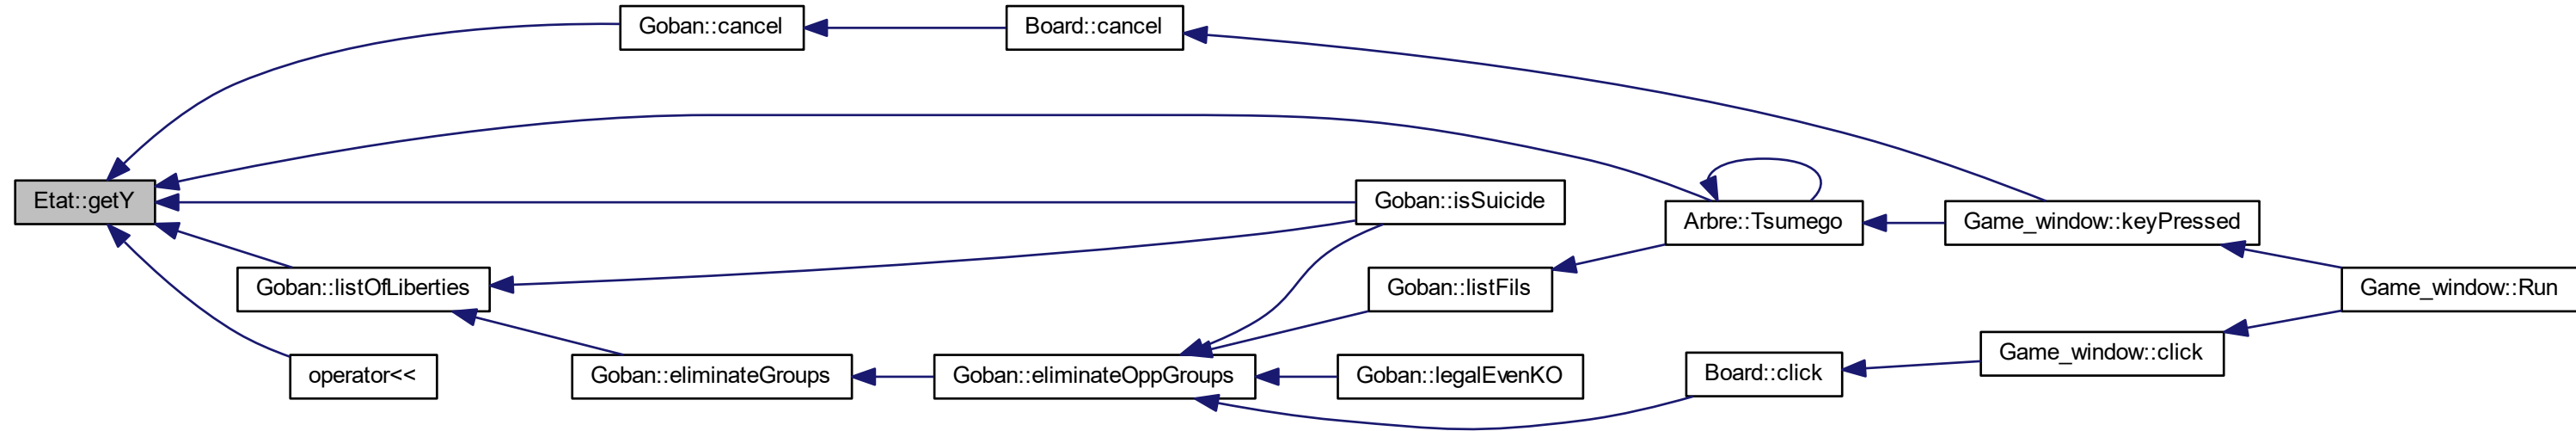 Goban::cancel
Board::cancel
Etat::getY
Goban::isSuicide
Arbre::Tsumego
Game_window::keyPressed
Goban::listOfLiberties
Goban::listFils
Game_window::Run
operator<<
Goban::eliminateGroups
Goban::eliminateOppGroups
Goban::legalEvenKO
Board::click
Game_window::click